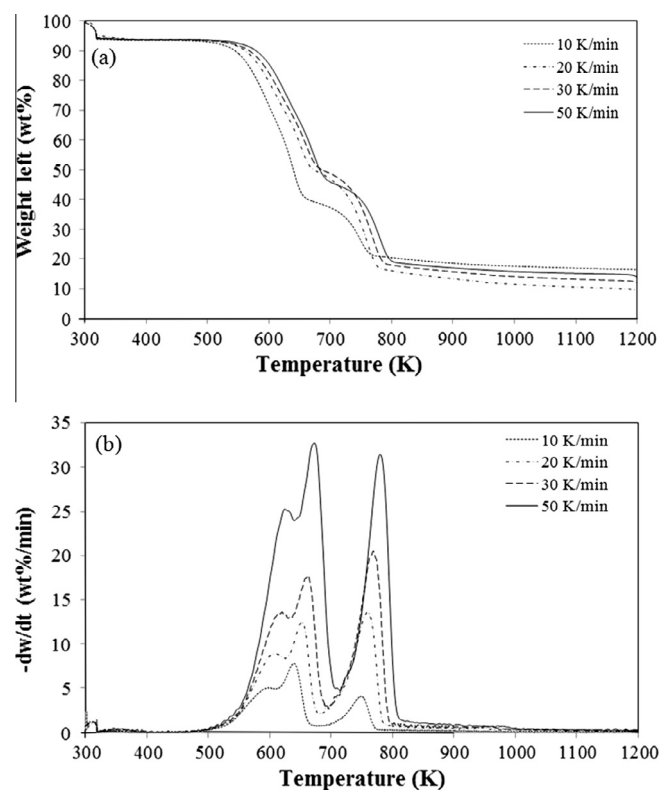 100
90
80
70
60
50
40
30
20
10
0
Weight left (wt%)
(a)
10 K/min
20 K/min
30 K/min
50 K/min
300 400 500 600 700 800 900 1000 1100 1200
Temperature (K)
35
30
25
20
15
10
5
0
-dw/dt (wt%/min)
(b)
10 K/min
20 K/min
30 K/min
50 K/min
300 400 500 600 700 800 900 1000 1100 1200
Temperature (K)